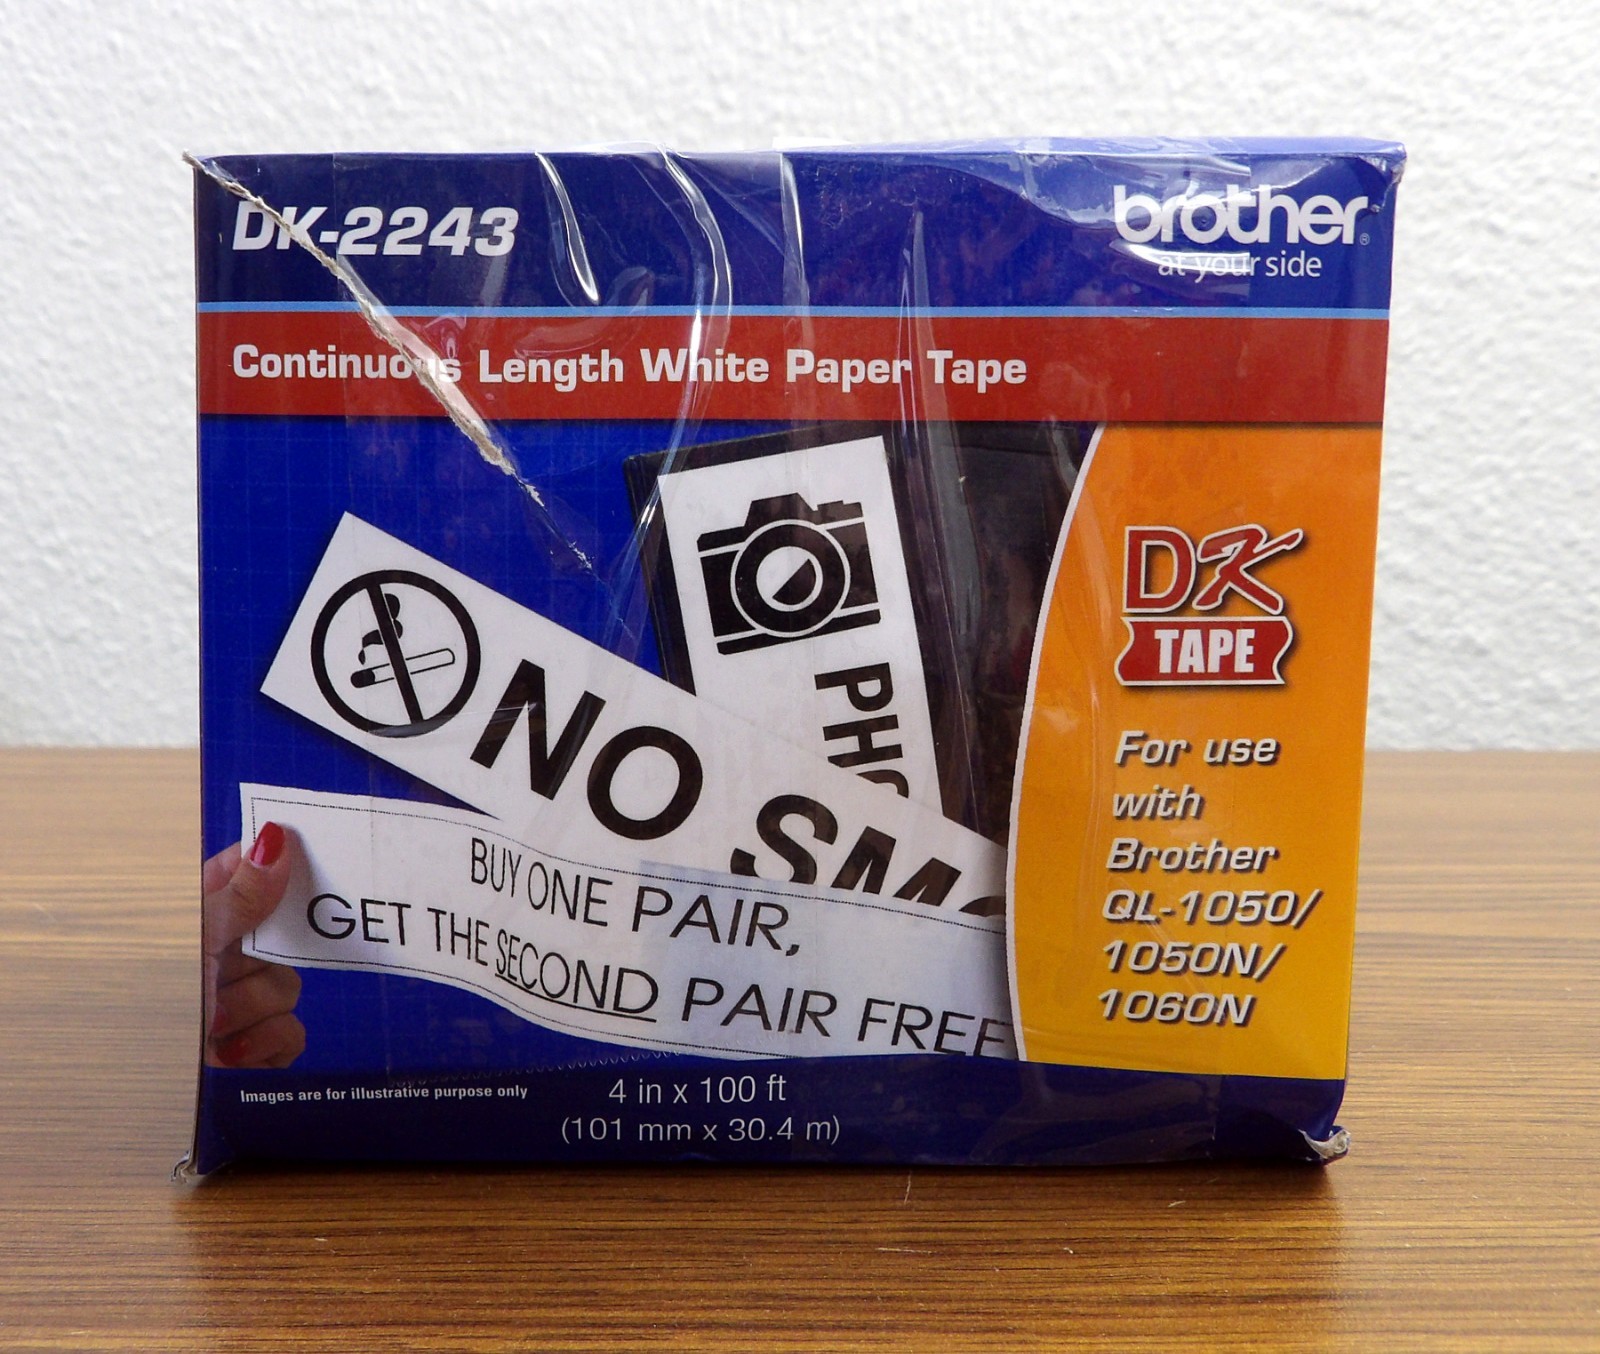 DK-2243
brother
at your side
Continuous Length White Paper Tape
DK
TAPE
PHO
NO SM
BUY ONE PAIR,
GET THE SECOND PAIR FREE
For use
with
Brother
QL-1050/
1050N/
1060N
Images are for illustrative purpose only
4 in x 100 ft
(101 mm x 30.4 m)